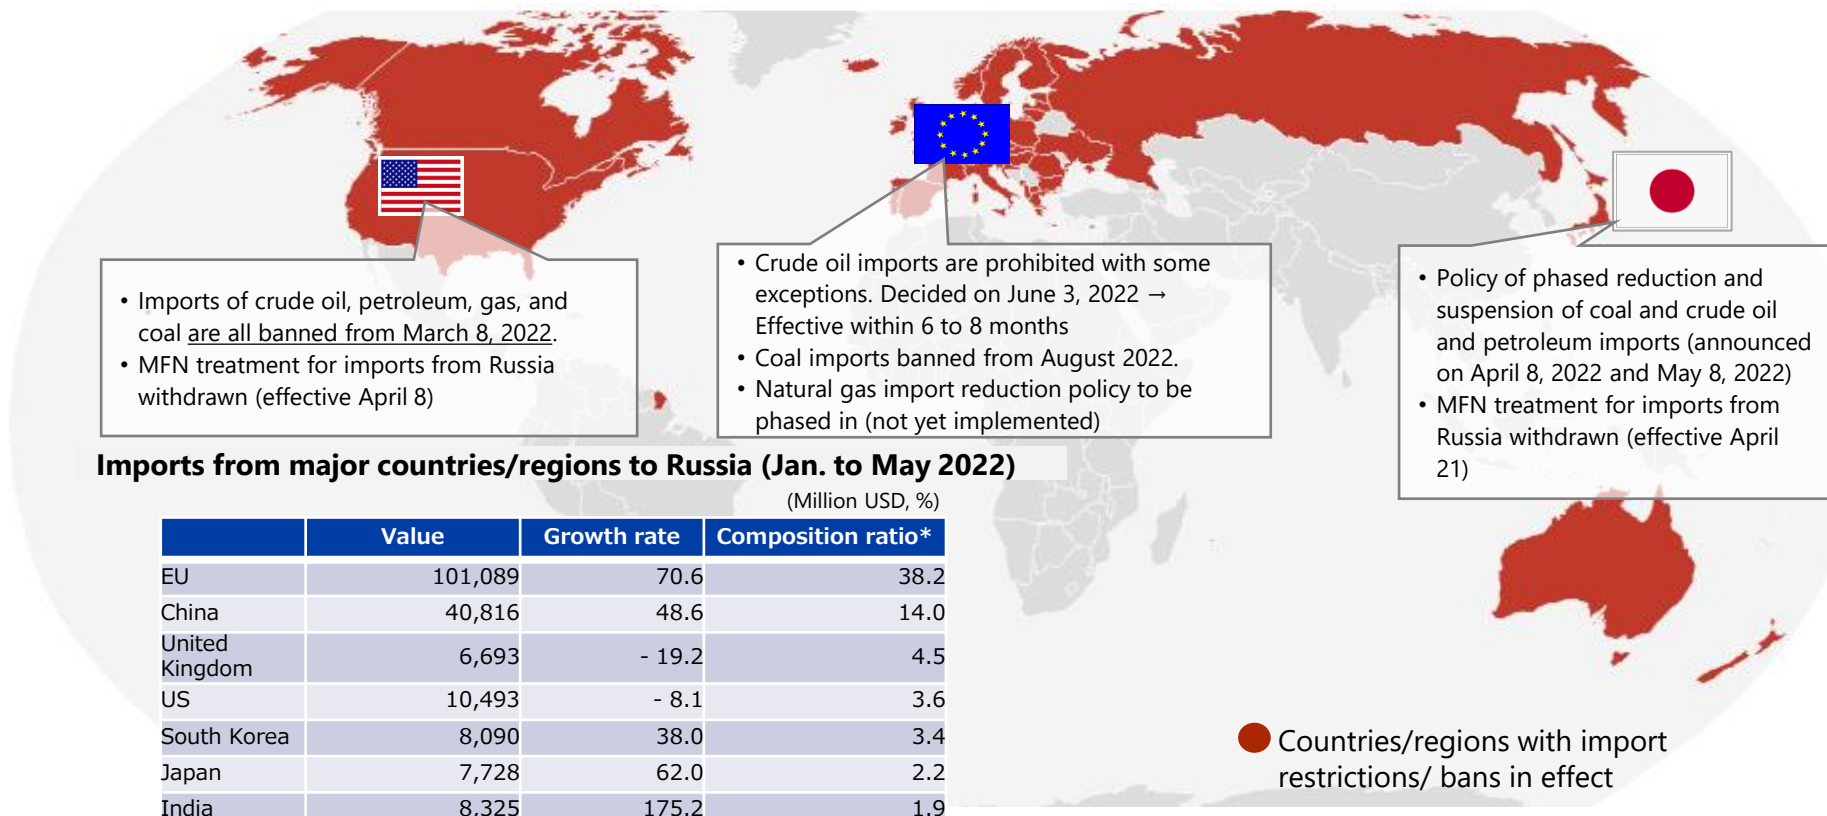 • Imports of crude oil, petroleum, gas, and
coal are all banned from March 8, 2022.
• MFN treatment for imports from Russia
withdrawn (effective April 8)
• Crude oil imports are prohibited with some
exceptions. Decided on June 3, 2022 →
Effective within 6 to 8 months
• Coal imports banned from August 2022.
• Natural gas import reduction policy to be
phased in (not yet implemented)
• Policy of phased reduction and
suspension of coal and crude oil
and petroleum imports (announced
on April 8, 2022 and May 8, 2022)
• MFN treatment for imports from
Russia withdrawn (effective April
21)
Imports from major countries/regions to Russia (Jan. to May 2022)
(Million USD, %)
Value Growth rate Composition ratio*
EU 101,089 70.6 38.2
China 40,816 48.6 14.0
United
Kingdom 6,693 - 19.2 4.5
US 10,493 - 8.1 3.6
South Korea 8,090 38.0 3.4
Japan 7,728 62.0 2.2
India 8,325 175.2 1.9
Countries/regions with import
restrictions/ bans in effect